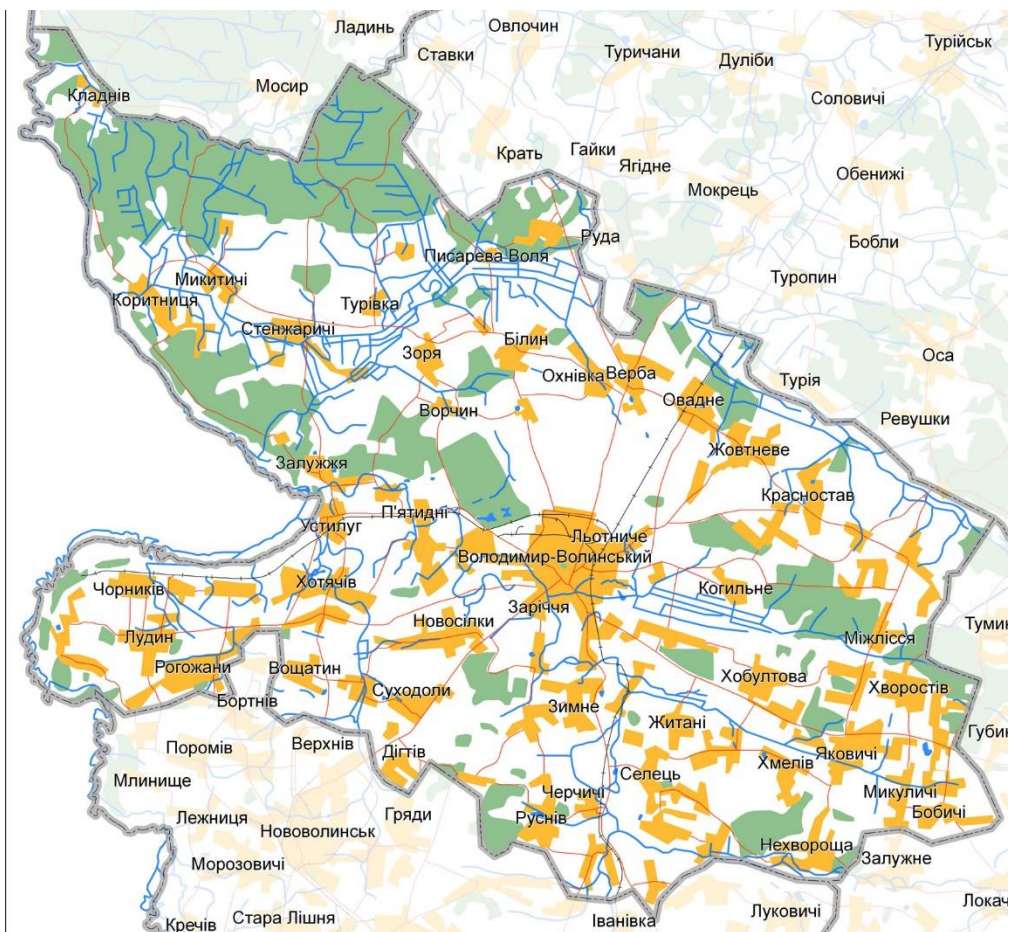 Ладинь
Овлочин
Ставки
Туричани
Дуліби
Турійськ
Кладнів
Мосир
Соловичі
Крать
Гайки
Ягідне
Мокрець
Обенижі
Руда
Бобли
Писарева Воля
Микитичі
Туропин
Коритниця
Турівка
Стенжаричі
Білин
Зоря
Оса
Охнівка
Верба
Турія
Ворчин
Овадне
Ревушки
Жовтневе
Залужжя
Красностав
П'ятидні
Устилуг
Льотниче
Володимир-Волинський
Чорників
Хотячів
Когильне
Заріччя
Новосілки
Лудин
Міжлісся
Тумин
Рогожани
Вощатин
Хобултова
Суходоли
Хворостів
Бортнів
Зимне
Житані
Губин
Поромів
Верхнів
Дігтів
Яковичі
Хмелів
Млинище
Селець
Микуличі
Черчичі
Бобичі
Лежниця
Гряди
Руснів
Нововолинськ
Нехвороща
Залужне
Морозовичі
Локач
Луковичі
Стара Лішня
Іванівка
Кречів